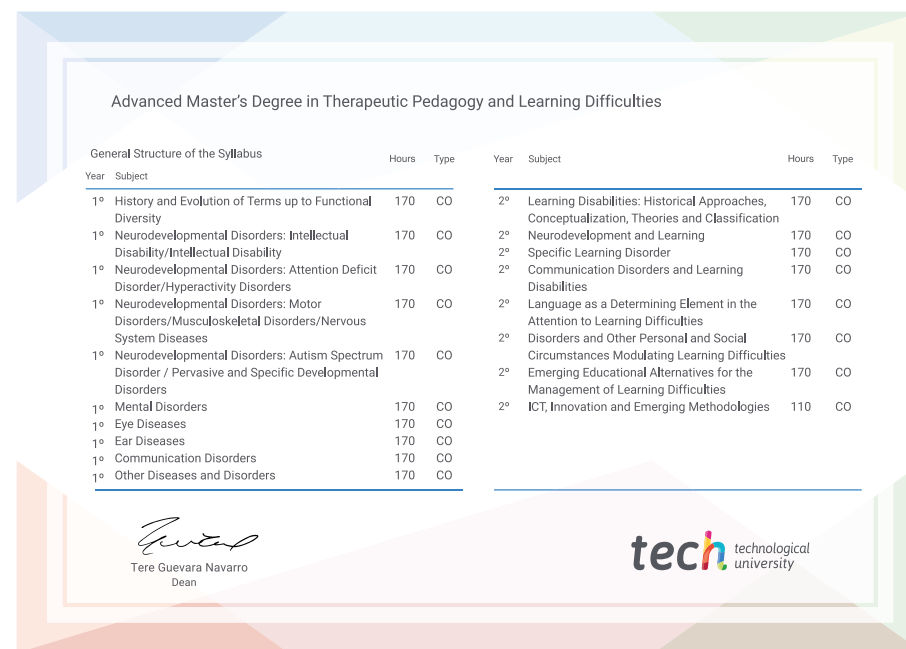 Advanced Master's Degree in Therapeutic Pedagogy and Learning Difficulties
General Structure of the Syllabus
Year Subject Hours Type
1º History and Evolution of Terms up to Functional 170 CO
Diversity
1º Neurodevelopmental Disorders: Intellectual 170 CO
Disability/Intellectual Disability
1º Neurodevelopmental Disorders: Attention Deficit 170 CO
Disorder/Hyperactivity Disorders
1º Neurodevelopmental Disorders: Motor 170 CO
Disorders/Musculoskeletal Disorders/Nervous
System Diseases
1º Neurodevelopmental Disorders: Autism Spectrum 170 CO
Disorder / Pervasive and Specific Developmental
Disorders
1º Mental Disorders 170 CO
1º Eye Diseases 170 CO
1º Ear Diseases 170 CO
1º Communication Disorders 170 CO
1º Other Diseases and Disorders 170 CO
Year Subject Hours Type
2º Learning Disabilities: Historical Approaches, 170 CO
Conceptualization, Theories and Classification
2º Neurodevelopment and Learning 170 CO
2º Specific Learning Disorder 170 CO
2º Communication Disorders and Learning 170 CO
Disabilities
2º Language as a Determining Element in the 170 CO
Attention to Learning Difficulties
2º Disorders and Other Personal and Social 170 CO
Circumstances Modulating Learning Difficulties
2º Emerging Educational Alternatives for the 170 CO
Management of Learning Difficulties
2º ICT, Innovation and Emerging Methodologies 110 CO
Tere Guevara Navarro
Dean
tech technological
university